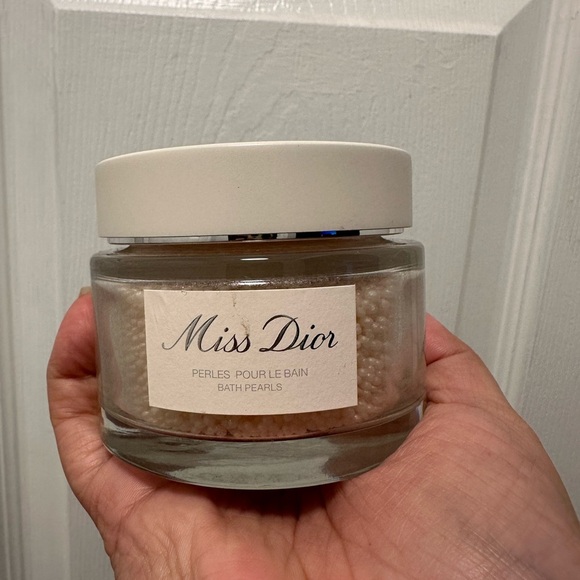 Miss Dior
PERLES POUR LE BAIN
BATH PEARLS